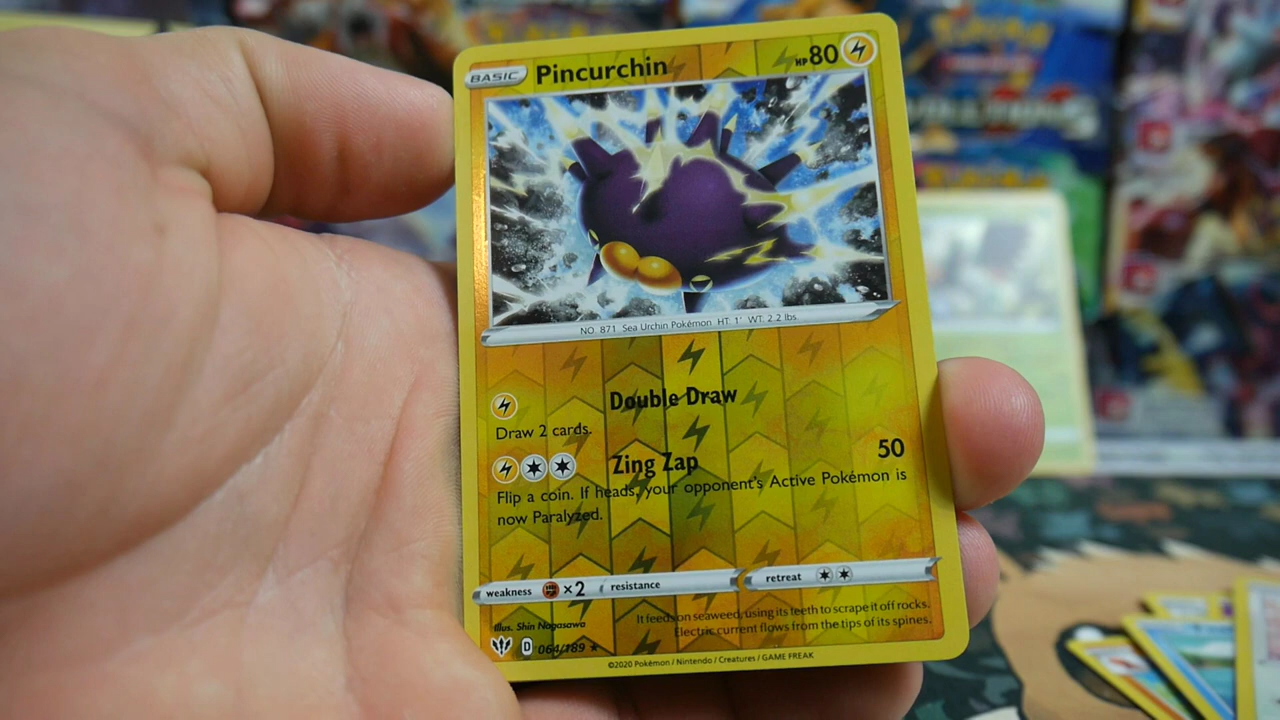 BASIC Pincurchin HP 80
NO. 871 Sea Urchin Pokémon HT. 1' WT. 2.2 lbs.
Double Draw
Draw 2 cards.
Zing Zap 50
Flip a coin. If heads, your opponent's Active Pokémon is
now Paralyzed.
weakness ×2 resistance retreat
Illus. Shin Nagasawa
It feeds on seaweed, using its teeth to scrape it off rocks.
Electric current flows from the tips of its spines.
D 064/189 ★
©2020 Pokémon / Nintendo / Creatures / GAME FREAK